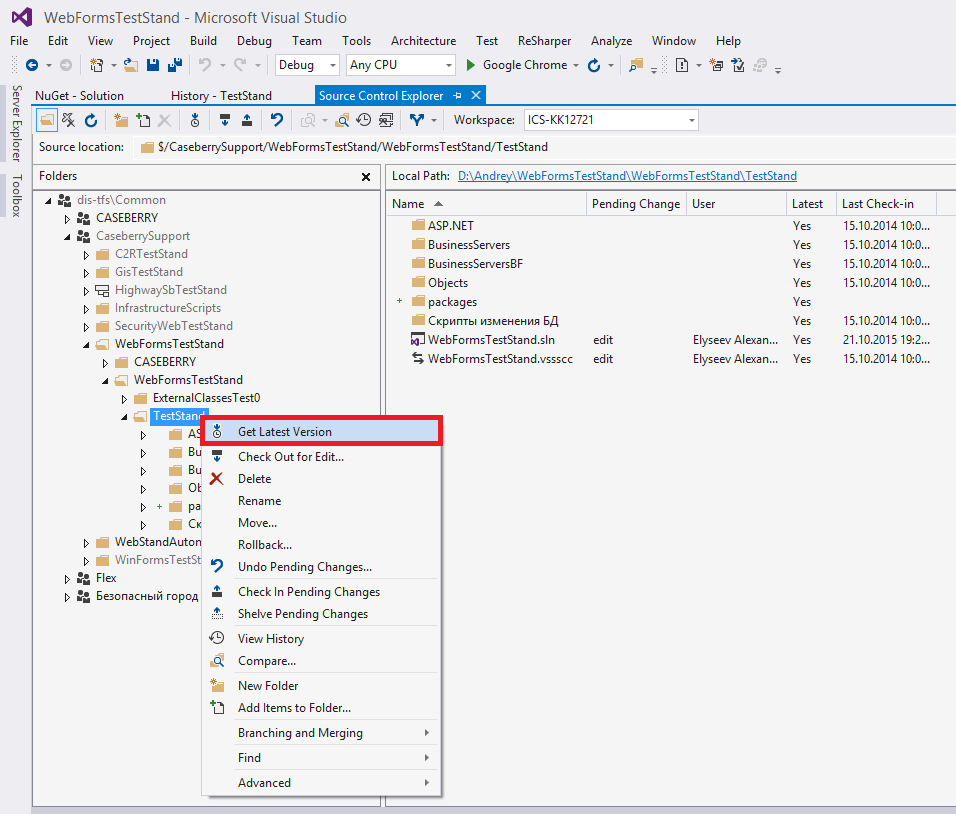 WebFormsTestStand - Microsoft Visual Studio
File Edit View Project Build Debug Team Tools Architecture Test ReSharper Analyze Window Help
Debug Any CPU Google Chrome
Server Explorer
Toolbox
NuGet - Solution History - TestStand Source Control Explorer
Workspace: ICS-KK12721
Source location: $/CaseberrySupport/WebFormsTestStand/WebFormsTestStand/TestStand
Folders
dis-tfs\Common
CASEBERRY
CaseberrySupport
C2RTestStand
GisTestStand
HighwaySbTestStand
InfrastructureScripts
SecurityWebTestStand
WebFormsTestStand
CASEBERRY
WebFormsTestStand
ExternalClassesTest0
TestStand
AS
Bu
Bu
Ob
pa
Ск
WebStandAuton
WinFormsTestSt
Flex
Безопасный город
Local Path: D:\Andrey\WebFormsTestStand\WebFormsTestStand\TestStand
Name Pending Change User Latest Last Check-in
ASP.NET Yes 15.10.2014 10:0...
BusinessServers Yes 15.10.2014 10:0...
BusinessServersBF Yes 15.10.2014 10:0...
Objects Yes 15.10.2014 10:0...
+ packages Yes
Скрипты изменения БД Yes 15.10.2014 10:0...
WebFormsTestStand.sln edit Elyseev Alexan... Yes 21.10.2015 19:2...
WebFormsTestStand.vssscc edit Elyseev Alexan... Yes 15.10.2014 10:0...
Get Latest Version
Check Out for Edit...
Delete
Rename
Move...
Rollback...
Undo Pending Changes...
Check In Pending Changes
Shelve Pending Changes
View History
Compare...
New Folder
Add Items to Folder...
Branching and Merging
Find
Advanced